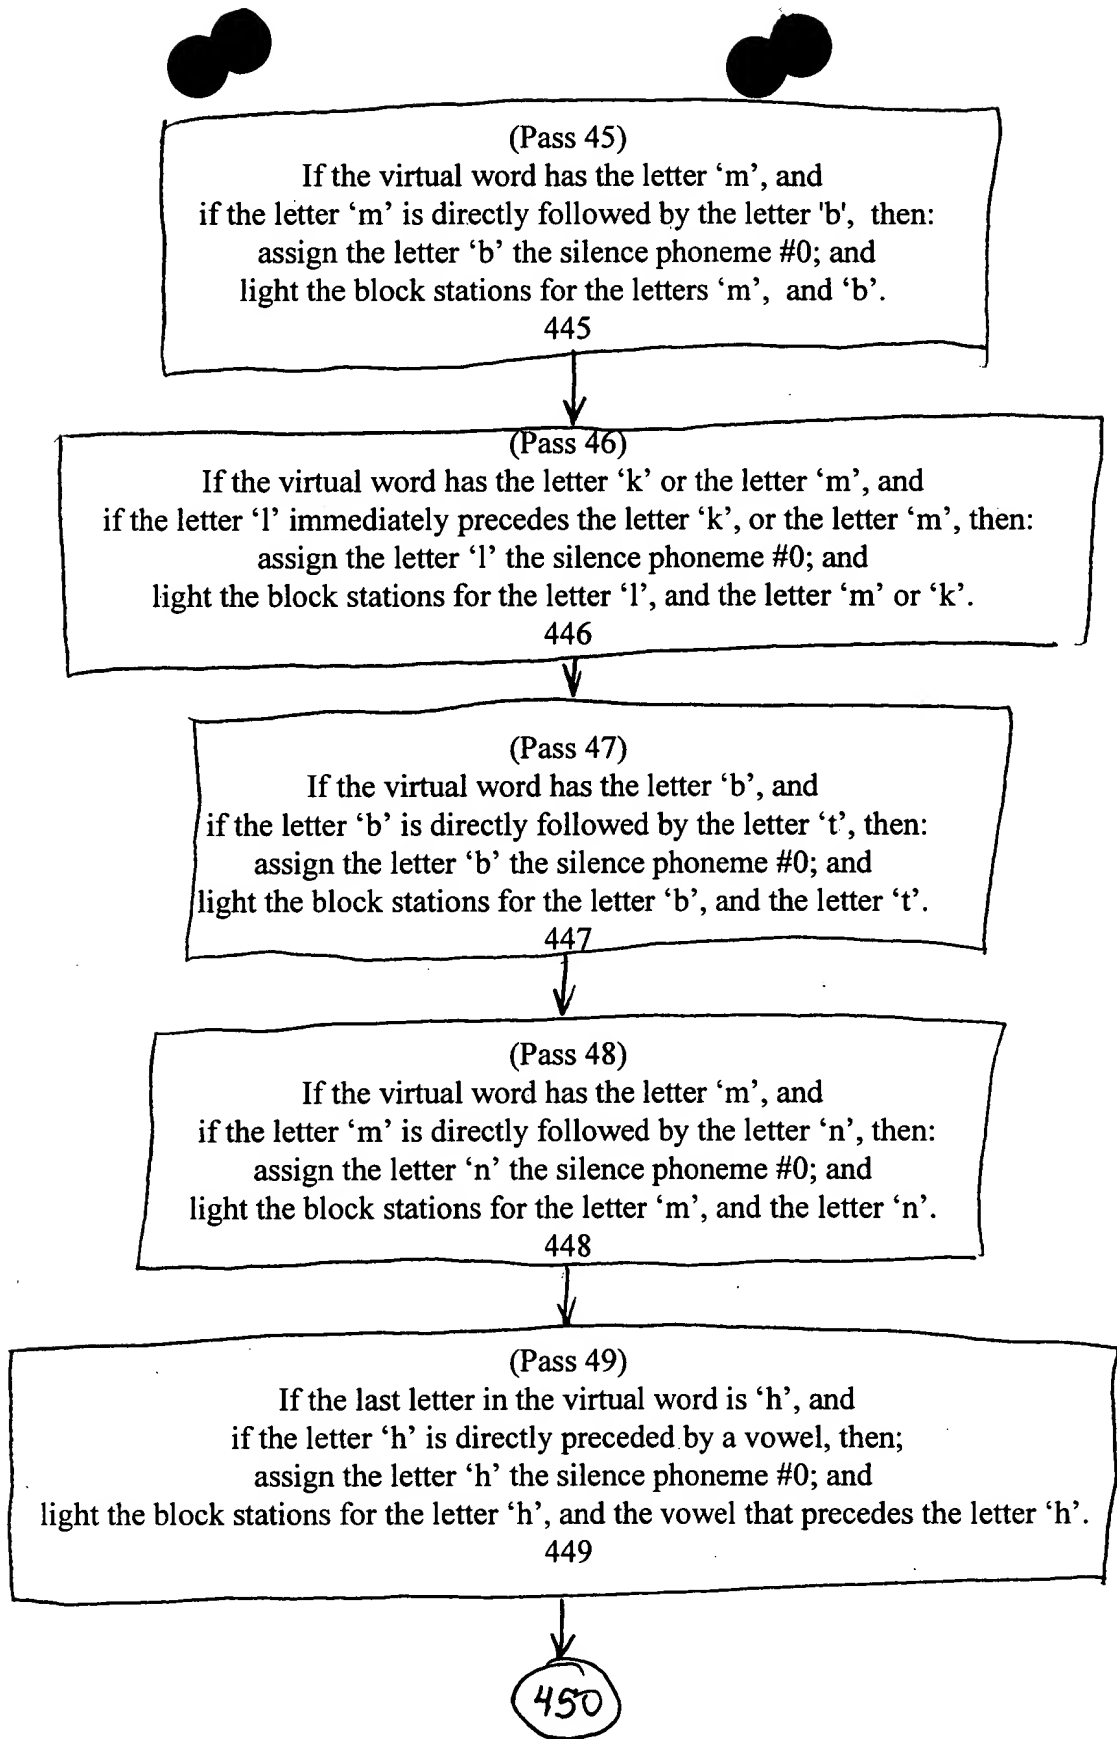 (Pass 45)
If the virtual word has the letter ‘m’, and
if the letter ‘m’ is directly followed by the letter 'b', then:
assign the letter ‘b’ the silence phoneme #0; and
light the block stations for the letters ‘m’, and ‘b’.
445
(Pass 46)
If the virtual word has the letter ‘k’ or the letter ‘m’, and
if the letter ‘l’ immediately precedes the letter ‘k’, or the letter ‘m’, then:
assign the letter ‘l’ the silence phoneme #0; and
light the block stations for the letter ‘l’, and the letter ‘m’ or ‘k’.
446
(Pass 47)
If the virtual word has the letter ‘b’, and
if the letter ‘b’ is directly followed by the letter ‘t’, then:
assign the letter ‘b’ the silence phoneme #0; and
light the block stations for the letter ‘b’, and the letter ‘t’.
447
(Pass 48)
If the virtual word has the letter ‘m’, and
if the letter ‘m’ is directly followed by the letter ‘n’, then:
assign the letter ‘n’ the silence phoneme #0; and
light the block stations for the letter ‘m’, and the letter ‘n’.
448
(Pass 49)
If the last letter in the virtual word is ‘h’, and
if the letter ‘h’ is directly preceded by a vowel, then;
assign the letter ‘h’ the silence phoneme #0; and
light the block stations for the letter ‘h’, and the vowel that precedes the letter ‘h’.
449
450